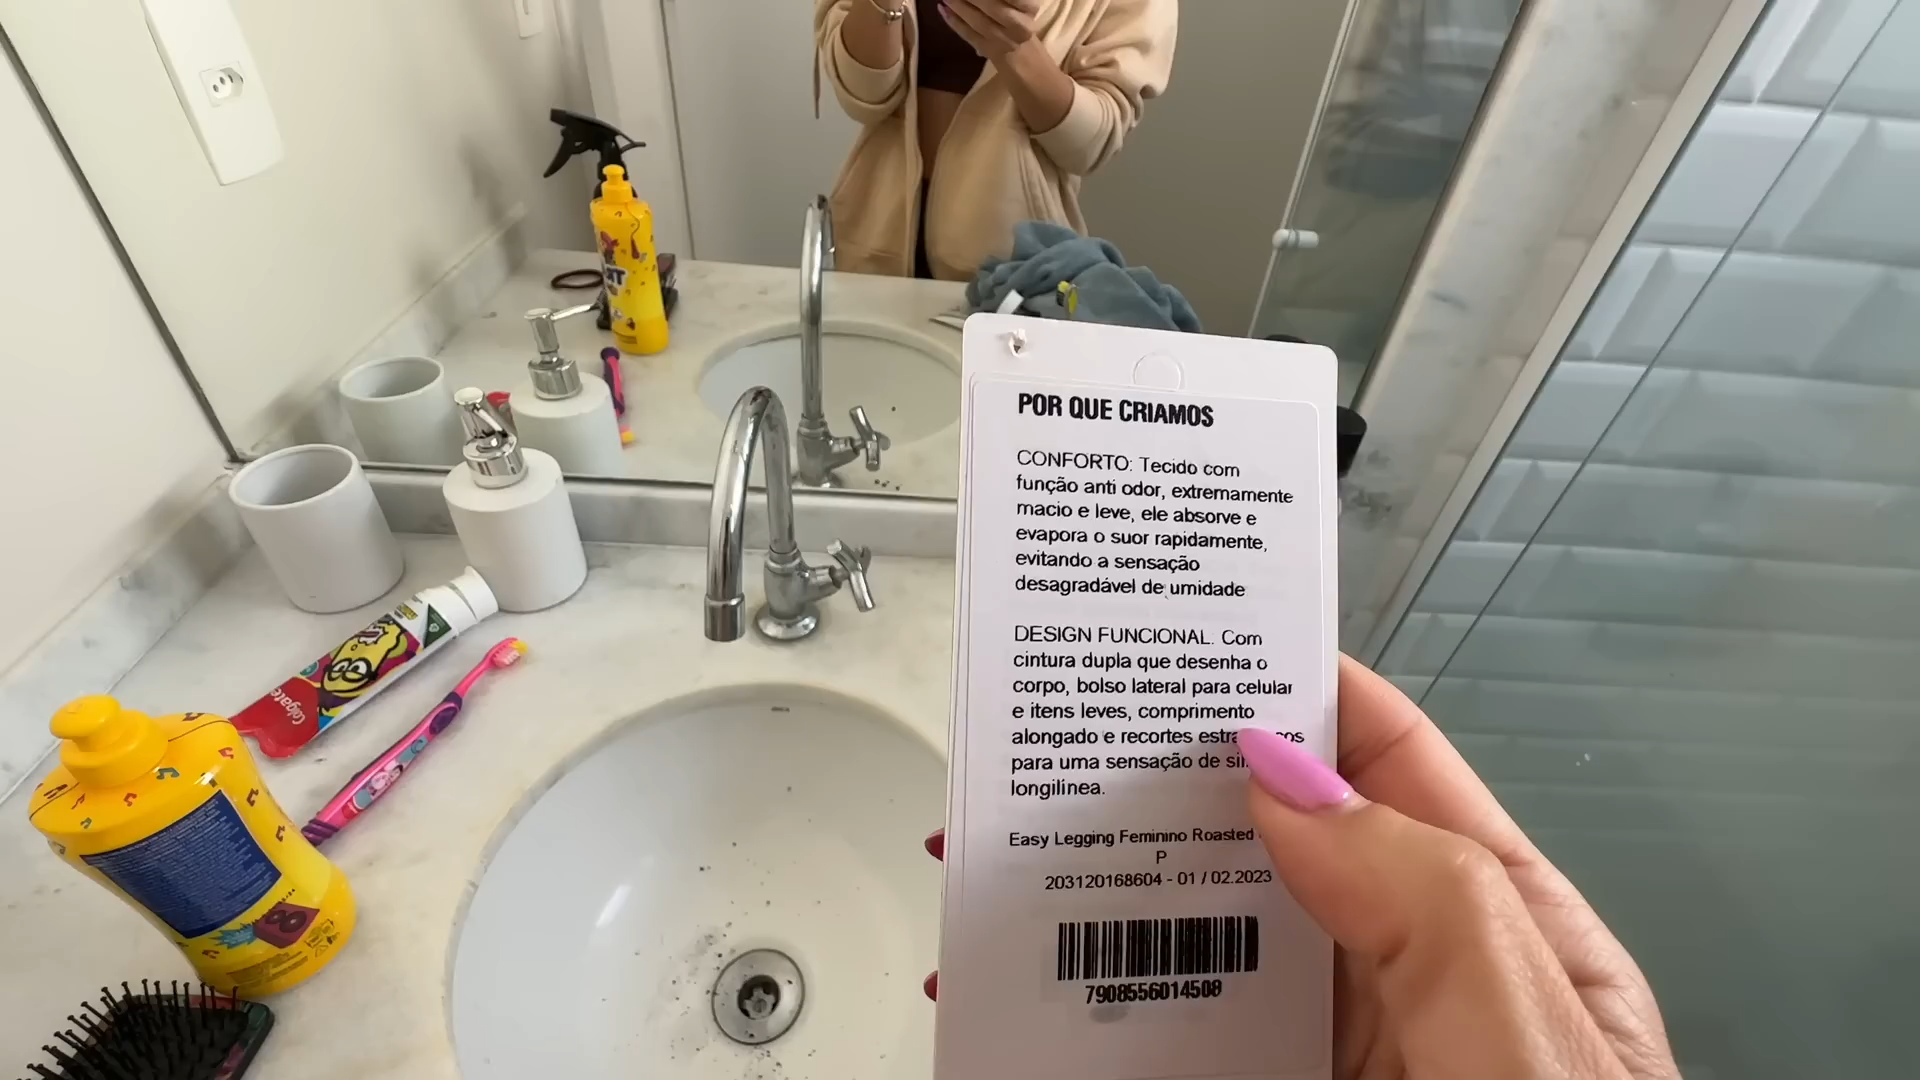 POR QUE CRIAMOS
CONFORTO: Tecido com
função anti odor, extremamente
macio e leve, ele absorve e
evapora o suor rapidamente,
evitando a sensação
desagradável de umidade
DESIGN FUNCIONAL. Com
cintura dupla que desenha o
corpo, bolso lateral para celular
e itens leves, comprimento
alongado e recortes
para uma sensação de
longilínea.
Easy Legging Feminino Roasted
P
203120168604 - 01 / 02.2023
7908556014508
Colgate